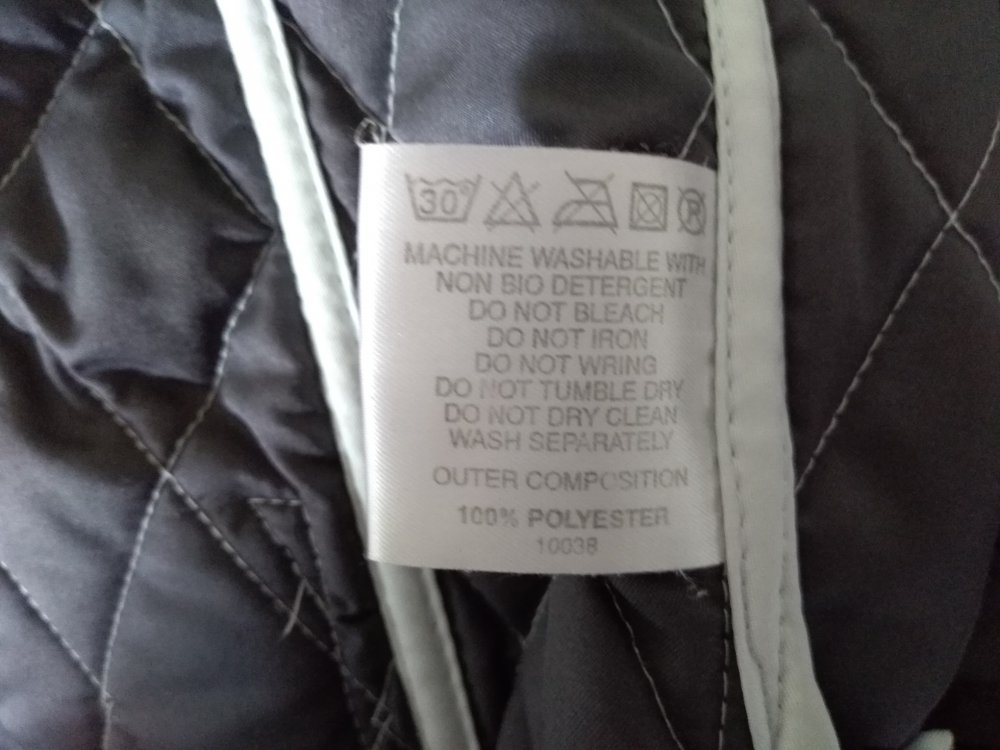 30°
MACHINE WASHABLE WITH
NON BIO DETERGENT
DO NOT BLEACH
DO NOT IRON
DO NOT WRING
DO NOT TUMBLE DRY
DO NOT DRY CLEAN
WASH SEPARATELY
OUTER COMPOSITION
100% POLYESTER
10038